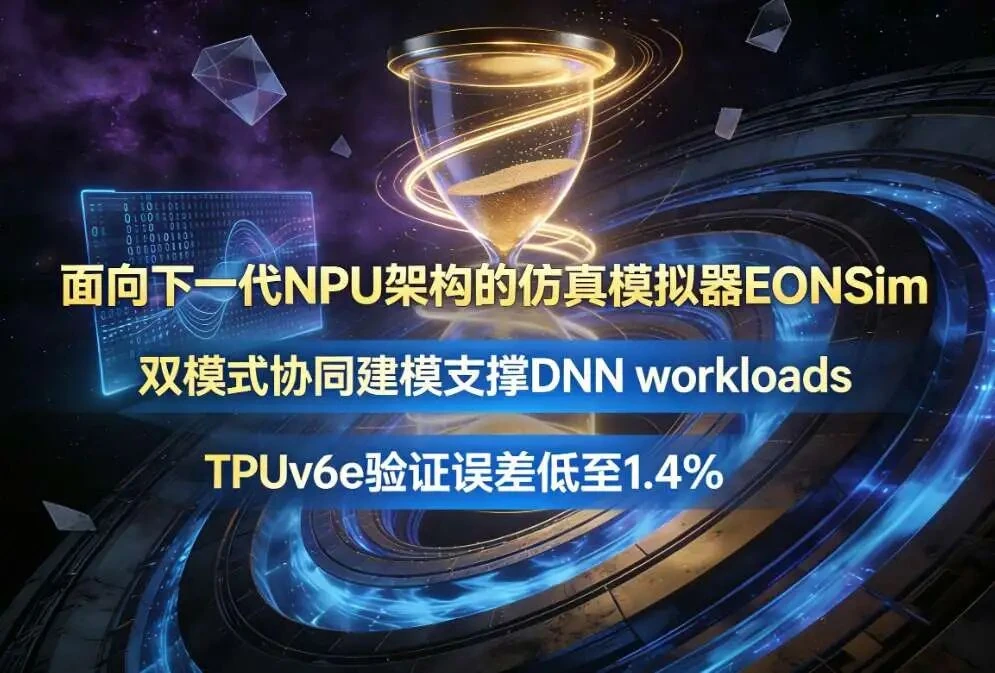 面向下一代NPU架构的仿真模拟器EONSim
双模式协同建模支撑DNN workloads
TPUv6e验证误差低至1.4%